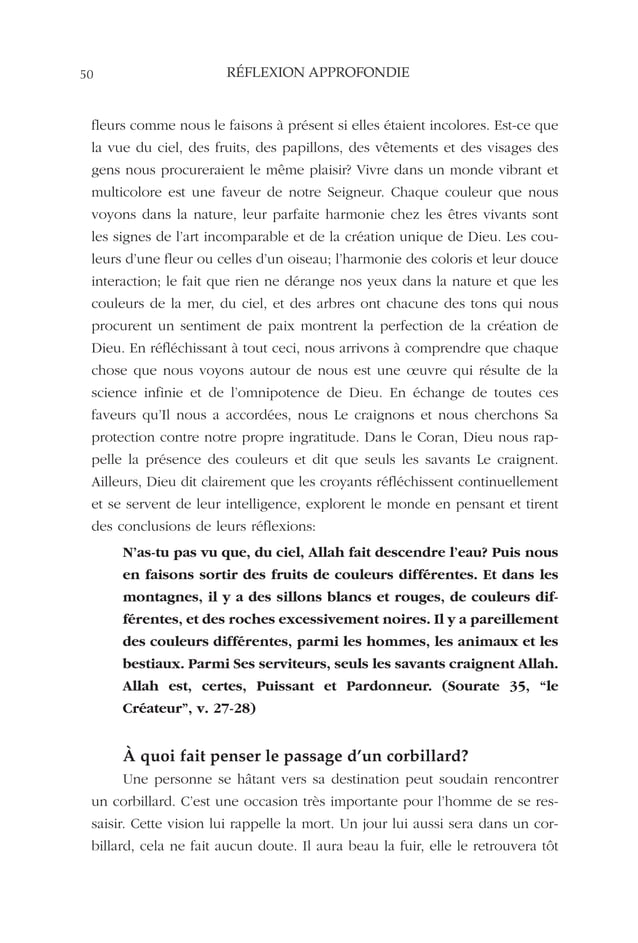 50
RÉFLEXION APPROFONDIE
fleurs comme nous le faisons à présent si elles étaient incolores. Est-ce que
la vue du ciel, des fruits, des papillons, des vêtements et des visages des
gens nous procureraient le même plaisir? Vivre dans un monde vibrant et
multicolore est une faveur de notre Seigneur. Chaque couleur que nous
voyons dans la nature, leur parfaite harmonie chez les êtres vivants sont
les signes de l’art incomparable et de la création unique de Dieu. Les cou-
leurs d’une fleur ou celles d’un oiseau; l’harmonie des coloris et leur douce
interaction; le fait que rien ne dérange nos yeux dans la nature et que les
couleurs de la mer, du ciel, et des arbres ont chacune des tons qui nous
procurent un sentiment de paix montrent la perfection de la création de
Dieu. En réfléchissant à tout ceci, nous arrivons à comprendre que chaque
chose que nous voyons autour de nous est une œuvre qui résulte de la
science infinie et de l’omnipotence de Dieu. En échange de toutes ces
faveurs qu’Il nous a accordées, nous Le craignons et nous cherchons Sa
protection contre notre propre ingratitude. Dans le Coran, Dieu nous rap-
pelle la présence des couleurs et dit que seuls les savants Le craignent.
Ailleurs, Dieu dit clairement que les croyants réfléchissent continuellement
et se servent de leur intelligence, explorent le monde en pensant et tirent
des conclusions de leurs réflexions:
N’as-tu pas vu que, du ciel, Allah fait descendre l’eau? Puis nous
en faisons sortir des fruits de couleurs différentes. Et dans les
montagnes, il y a des sillons blancs et rouges, de couleurs dif-
férentes, et des roches excessivement noires. Il y a pareillement
des couleurs différentes, parmi les hommes, les animaux et les
bestiaux. Parmi Ses serviteurs, seuls les savants craignent Allah.
Allah est, certes, Puissant et Pardonneur. (Sourate 35, “le
Créateur”, v. 27-28)
À quoi fait penser le passage d’un corbillard?
Une personne se hâtant vers sa destination peut soudain rencontrer
un corbillard. C’est une occasion très importante pour l’homme de se res-
saisir. Cette vision lui rappelle la mort. Un jour lui aussi sera dans un cor-
billard, cela ne fait aucun doute. Il aura beau la fuir, elle le retrouvera tôt